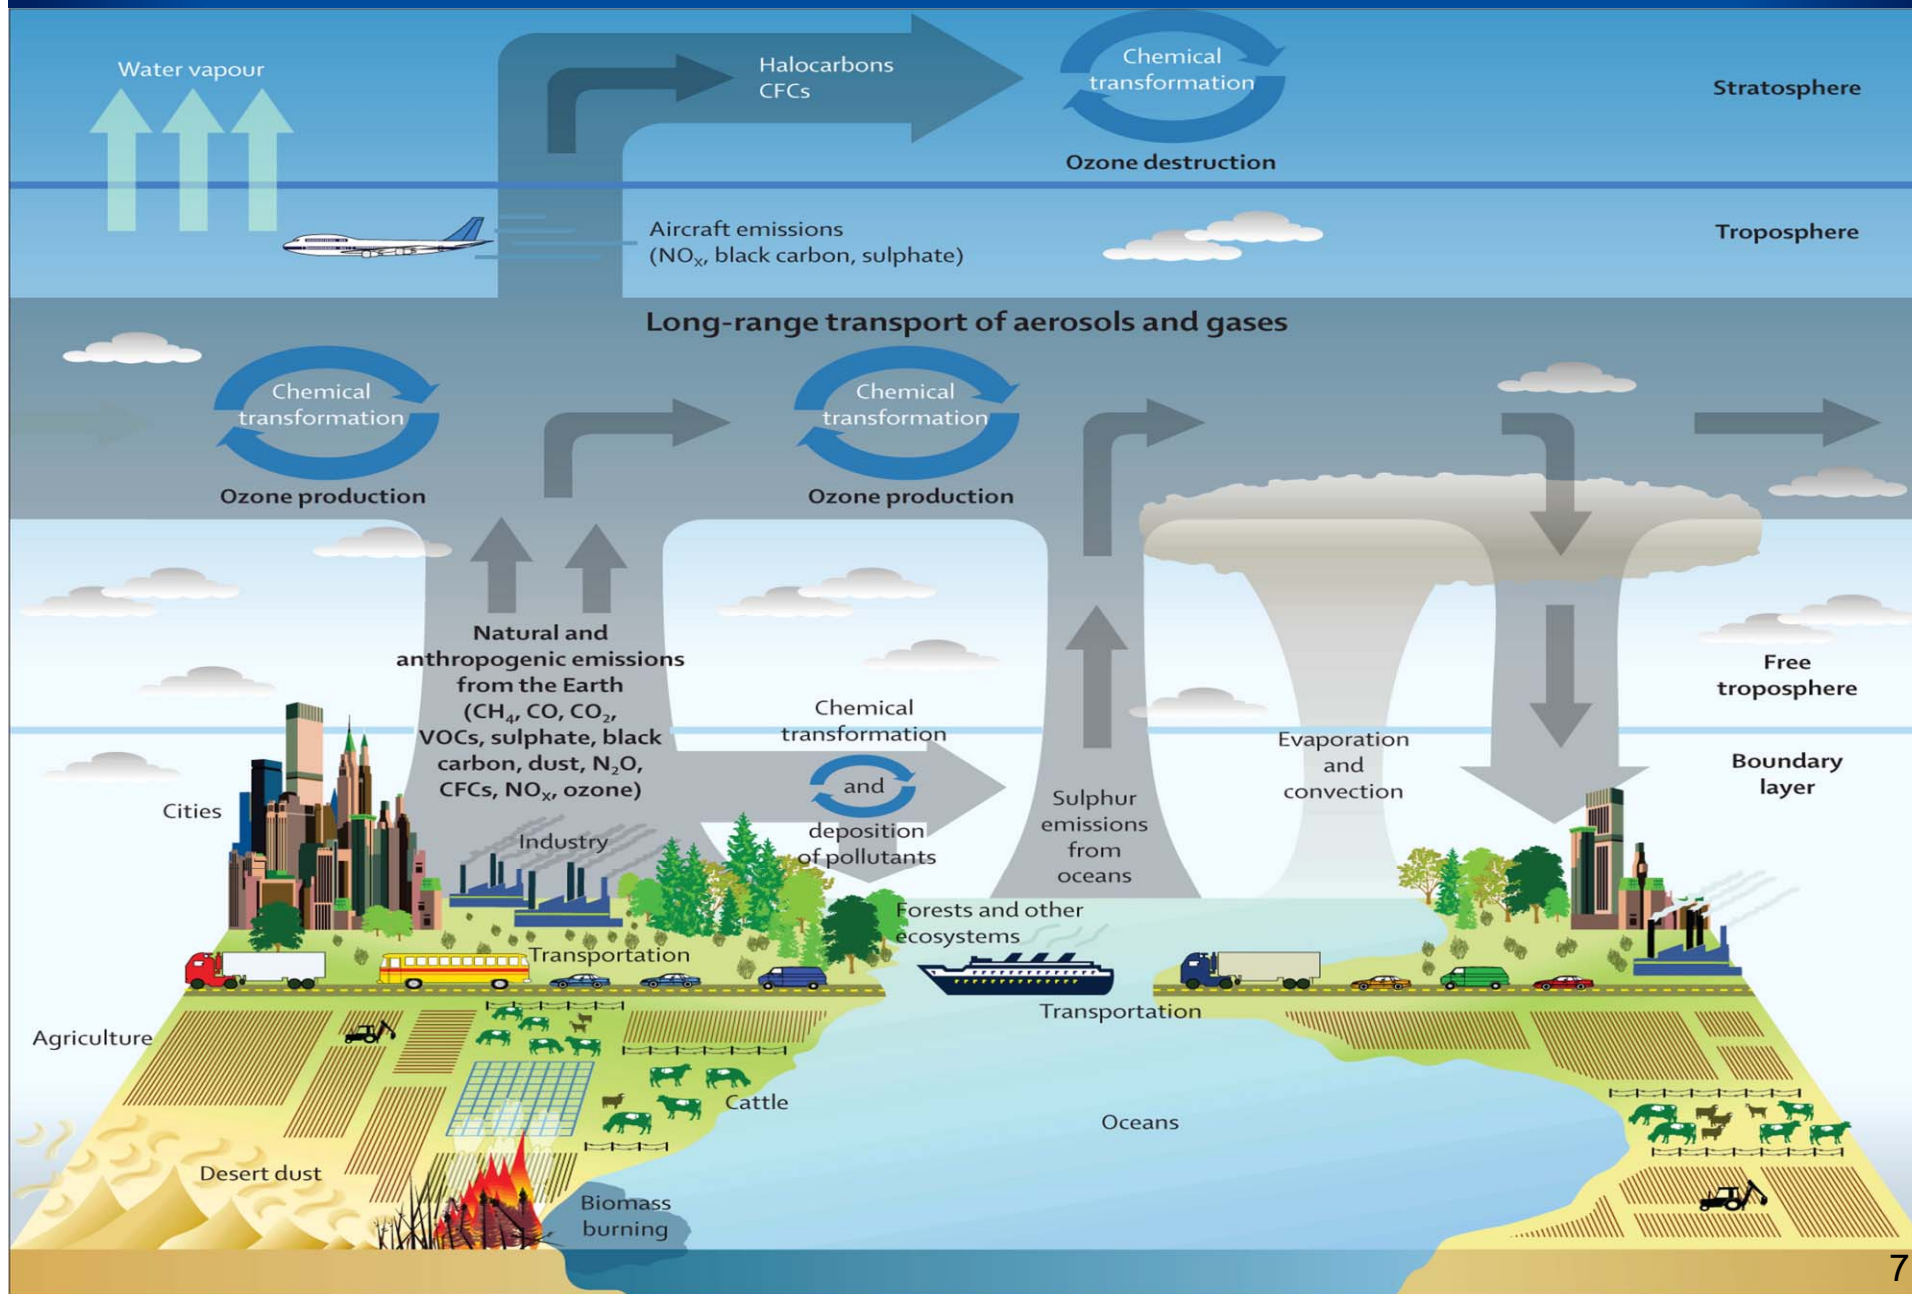 Water vapour
Halocarbons
CFCs
Chemical
transformation
Ozone destruction
Stratosphere
Aircraft emissions
(NOₓ, black carbon, sulphate)
Troposphere
Long-range transport of aerosols and gases
Chemical
transformation
Ozone production
Chemical
transformation
Ozone production
Natural and
anthropogenic emissions
from the Earth
(CH₄, CO, CO₂,
VOCs, sulphate, black
carbon, dust, N₂O,
CFCs, NOₓ, ozone)
Free
troposphere
Chemical
transformation
and
deposition
of pollutants
Sulphur
emissions
from
oceans
Evaporation
and
convection
Boundary
layer
Cities
Industry
Forests and other
ecosystems
Transportation
Transportation
Agriculture
Cattle
Oceans
Desert dust
Biomass
burning
7